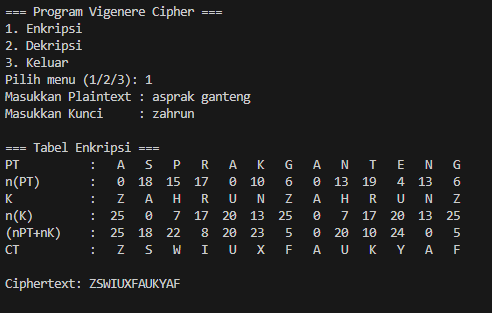 === Program Vigenere Cipher ===
1. Enkripsi
2. Dekripsi
3. Keluar
Pilih menu (1/2/3): 1
Masukkan Plaintext : asprak ganteng
Masukkan Kunci     : zahrun

=== Tabel Enkripsi ===
PT        :  A  S  P  R  A  K  G  A  N  T  E  N  G
n(PT)     :  0 18 15 17  0 10  6  0 13 19  4 13  6
K         :  Z  A  H  R  U  N  Z  A  H  R  U  N  Z
n(K)      : 25  0  7 17 20 13 25  0  7 17 20 13 25
(nPT+nK)  : 25 18 22  8 20 23  5  0 20 10 24  0  5
CT        :  Z  S  W  I  U  X  F  A  U  K  Y  A  F

Ciphertext: ZSWIUXFAUKYAF